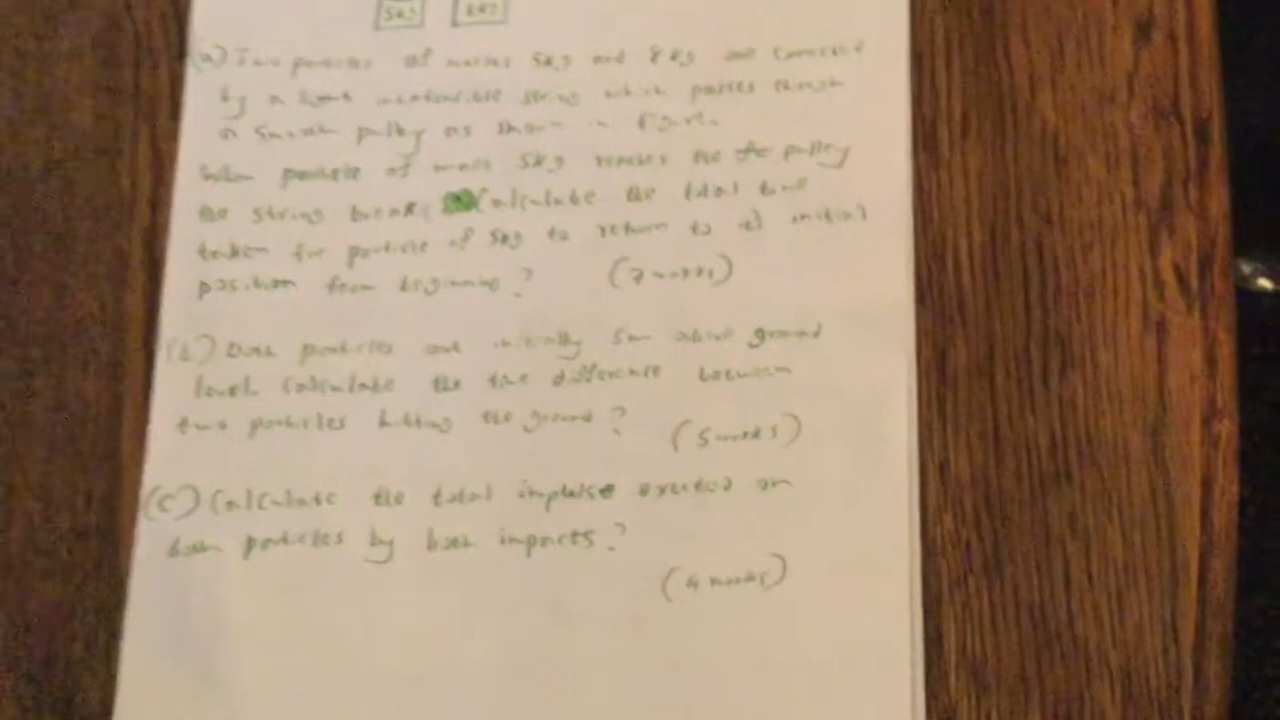 5kg 8kg
(a) Two particles of masses 5kg and 8kg are connected
by a light inextensible string which passes through
a smooth pulley as shown in figure.
When particle of mass 5kg reaches the pulley
the string breaks. Calculate the total time
taken for particle of 5kg to return to it's initial
position from beginning? (7 marks)
(b) Both particles are initially 5m above ground
level. Calculate the time difference between
two particles hitting the ground? (5 marks)
(c) Calculate the total impulse exerted on
both particles by both impacts?
(4 marks)